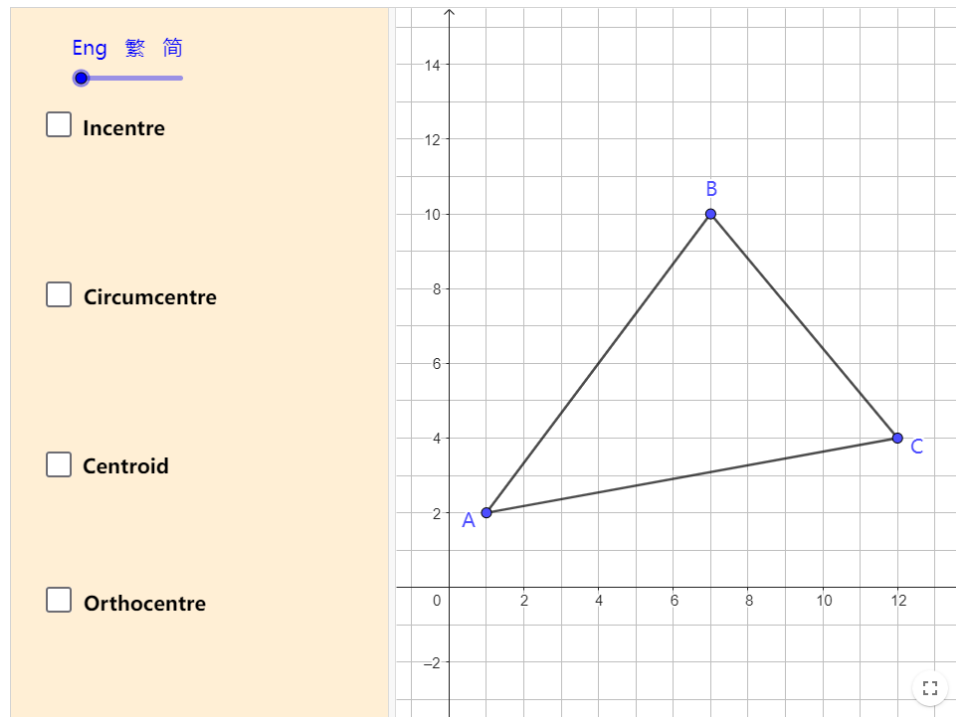 Eng 繁 简
Incentre
Circumcentre
Centroid
Orthocentre
14
12
B
10
8
6
4
C
2
A
0 2 4 6 8 10 12
–2